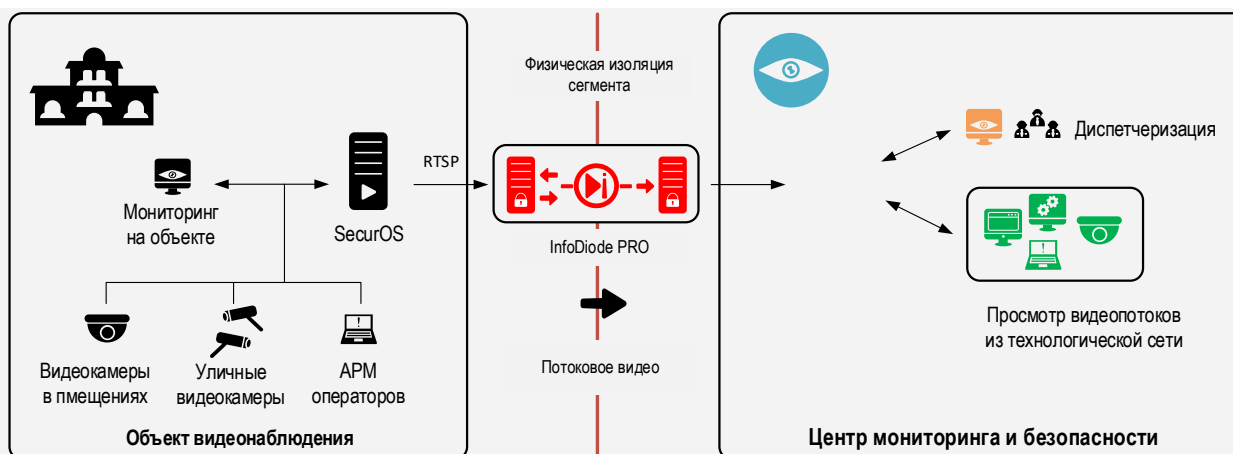 Мониторинг
на объекте
SecurOS
RTSP
Видеокамеры
в пмещениях
Уличные
видеокамеры
АРМ
операторов
Объект видеонаблюдения
Физическая изоляция
сегмента
InfoDiode PRO
Потоковое видео
Диспетчеризация
Просмотр видеопотоков
из технологической сети
Центр мониторинга и безопасности